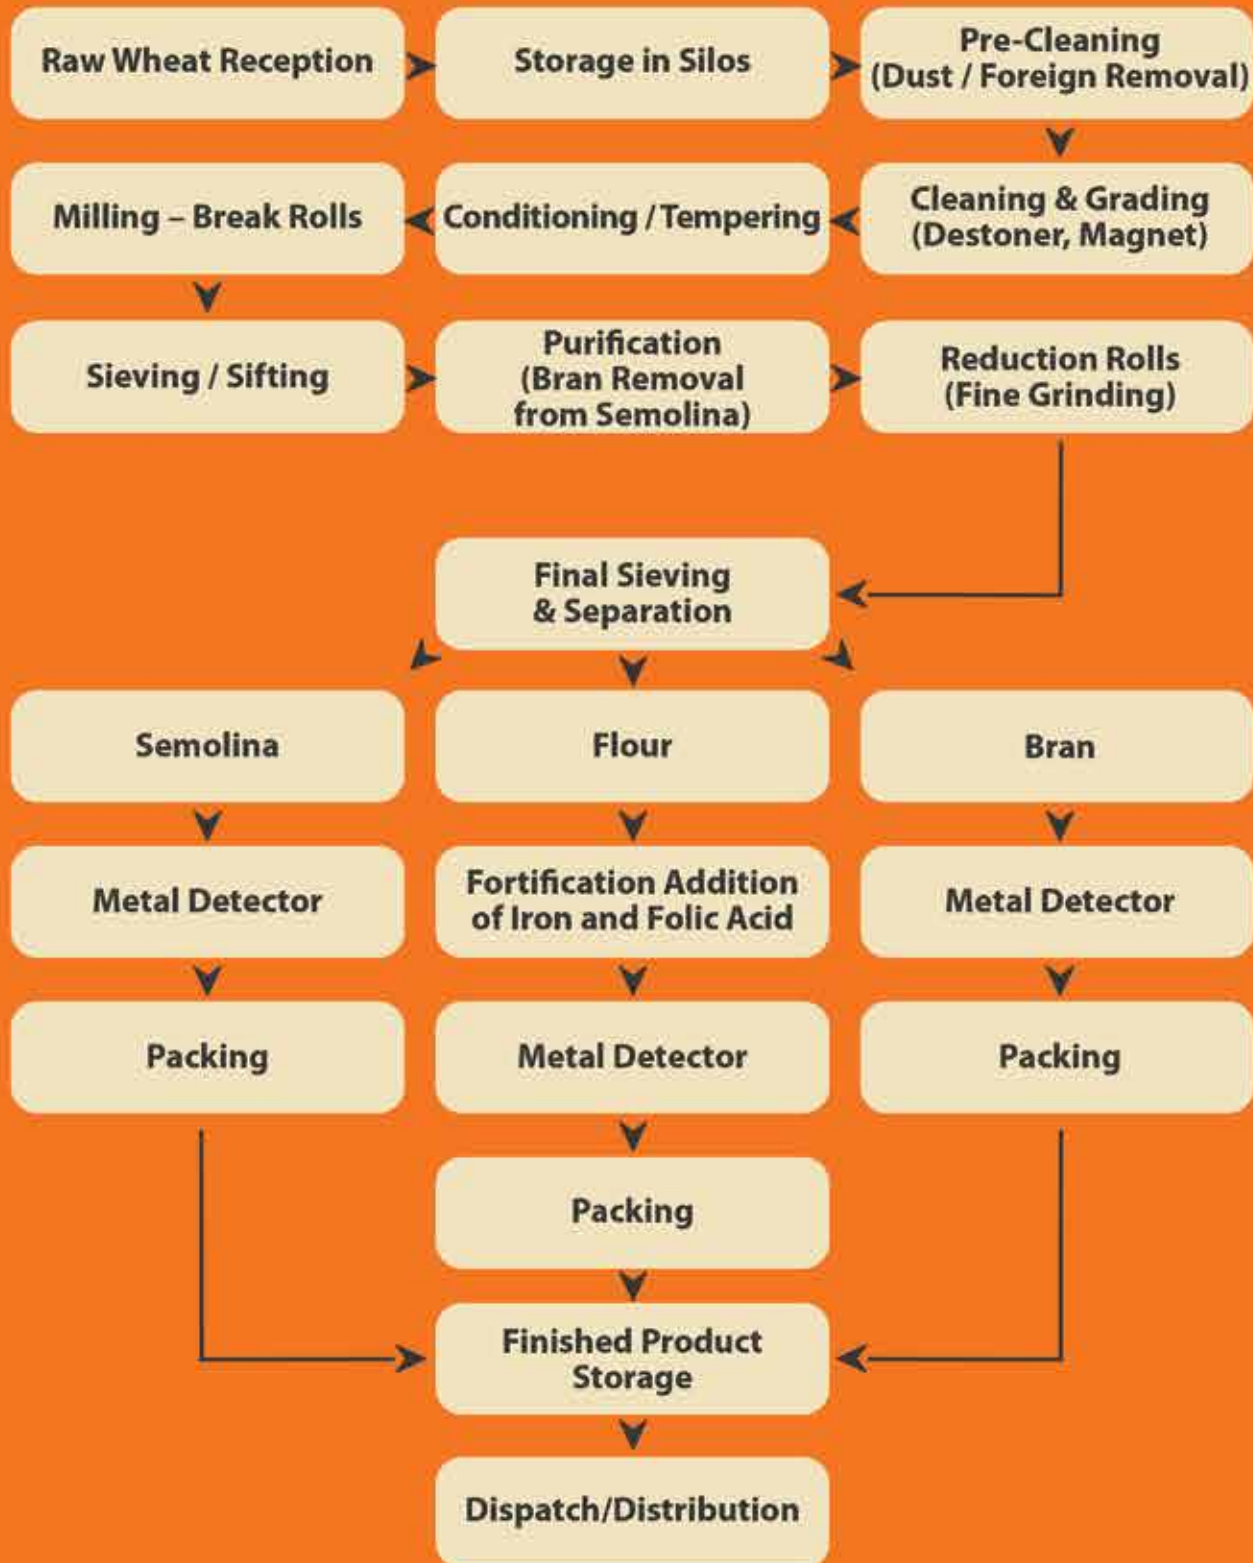 Raw Wheat Reception
Storage in Silos
Pre-Cleaning
(Dust / Foreign Removal)
Cleaning & Grading
(Destoner, Magnet)
Conditioning / Tempering
Milling – Break Rolls
Sieving / Sifting
Purification
(Bran Removal
from Semolina)
Reduction Rolls
(Fine Grinding)
Final Sieving
& Separation
Semolina
Flour
Bran
Metal Detector
Fortification Addition
of Iron and Folic Acid
Metal Detector
Packing
Metal Detector
Packing
Packing
Finished Product
Storage
Dispatch/Distribution